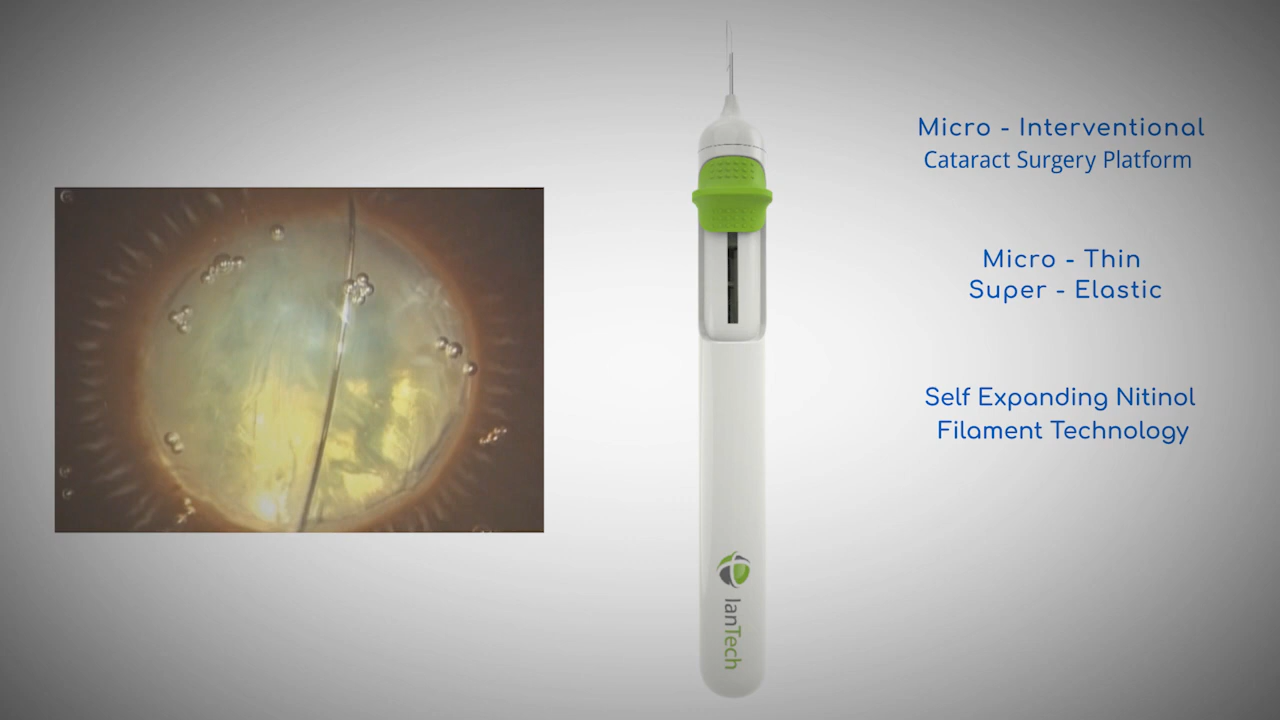 Micro - Interventional
Cataract Surgery Platform
Micro - Thin
Super - Elastic
Self Expanding Nitinol
Filament Technology
IanTech